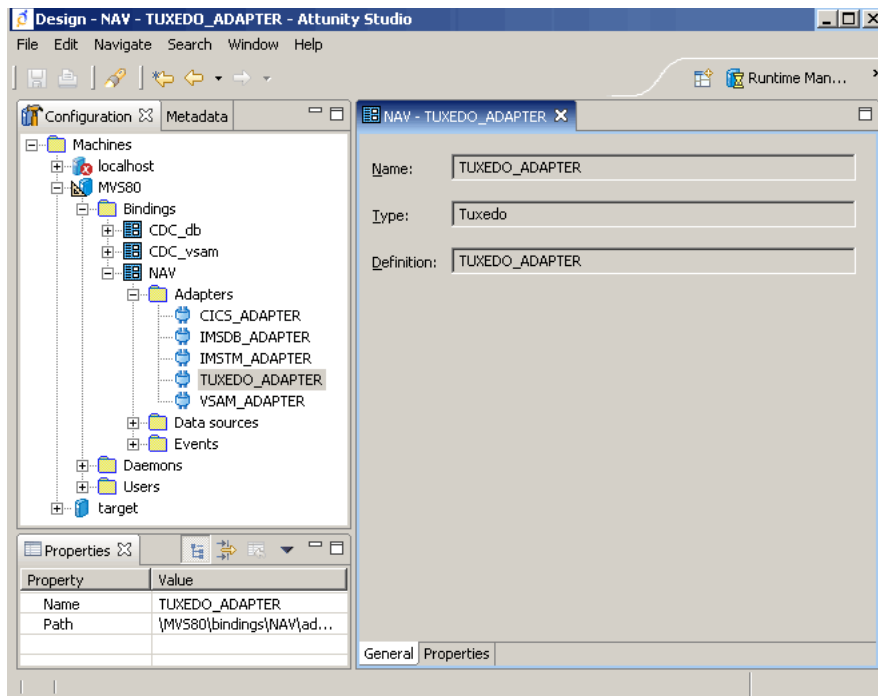 Design - NAV - TUXEDO_ADAPTER - Attunity Studio
File Edit Navigate Search Window Help
Runtime Man...
Configuration Metadata
Machines
localhost
MVS80
Bindings
CDC_db
CDC_vsam
NAV
Adapters
CICS_ADAPTER
IMSDB_ADAPTER
IMSTM_ADAPTER
TUXEDO_ADAPTER
VSAM_ADAPTER
Data sources
Events
Daemons
Users
target
Properties
Property Value
Name TUXEDO_ADAPTER
Path \MVS80\bindings\NAV\ad...
NAV - TUXEDO_ADAPTER
Name: TUXEDO_ADAPTER
Type: Tuxedo
Definition: TUXEDO_ADAPTER
General Properties